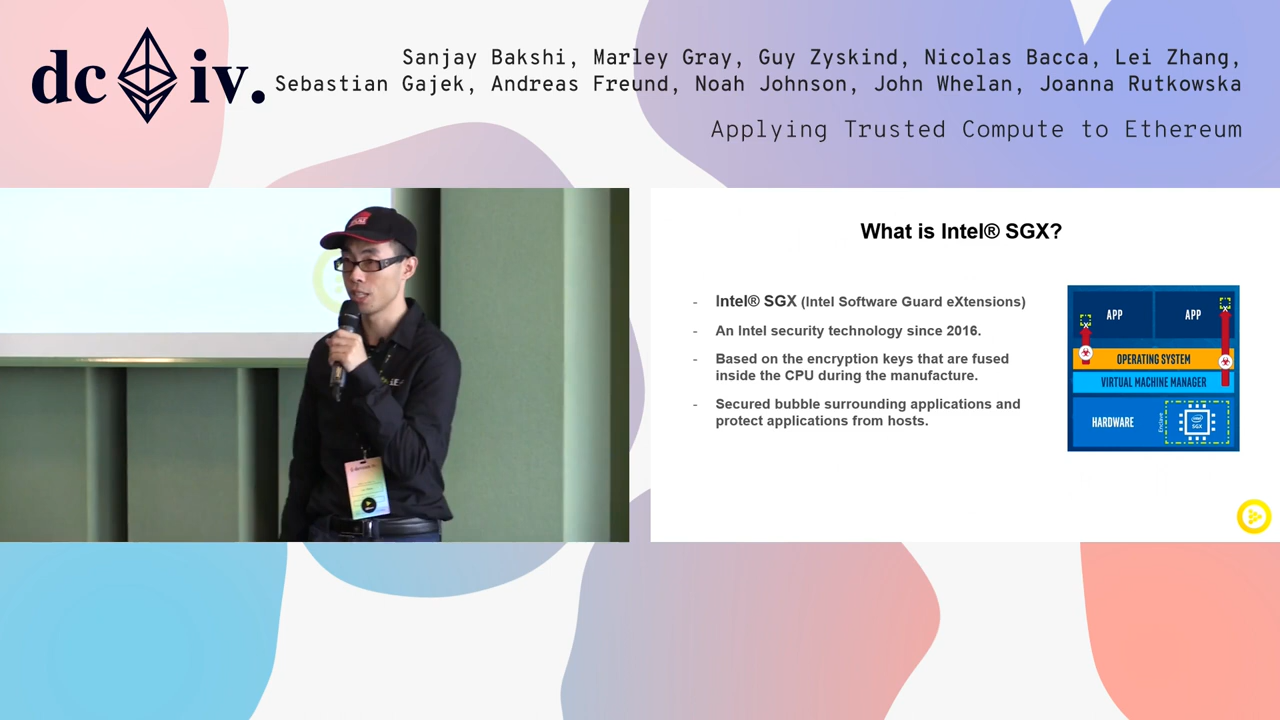 dc iv.
Sanjay Bakshi, Marley Gray, Guy Zyskind, Nicolas Bacca, Lei Zhang,
Sebastian Gajek, Andreas Freund, Noah Johnson, John Whelan, Joanna Rutkowska
Applying Trusted Compute to Ethereum
What is Intel® SGX?
- Intel® SGX (Intel Software Guard eXtensions)
- An Intel security technology since 2016.
- Based on the encryption keys that are fused
inside the CPU during the manufacture.
- Secured bubble surrounding applications and
protect applications from hosts.
APP
APP
OPERATING SYSTEM
VIRTUAL MACHINE MANAGER
HARDWARE
Enclave
intel
SGX